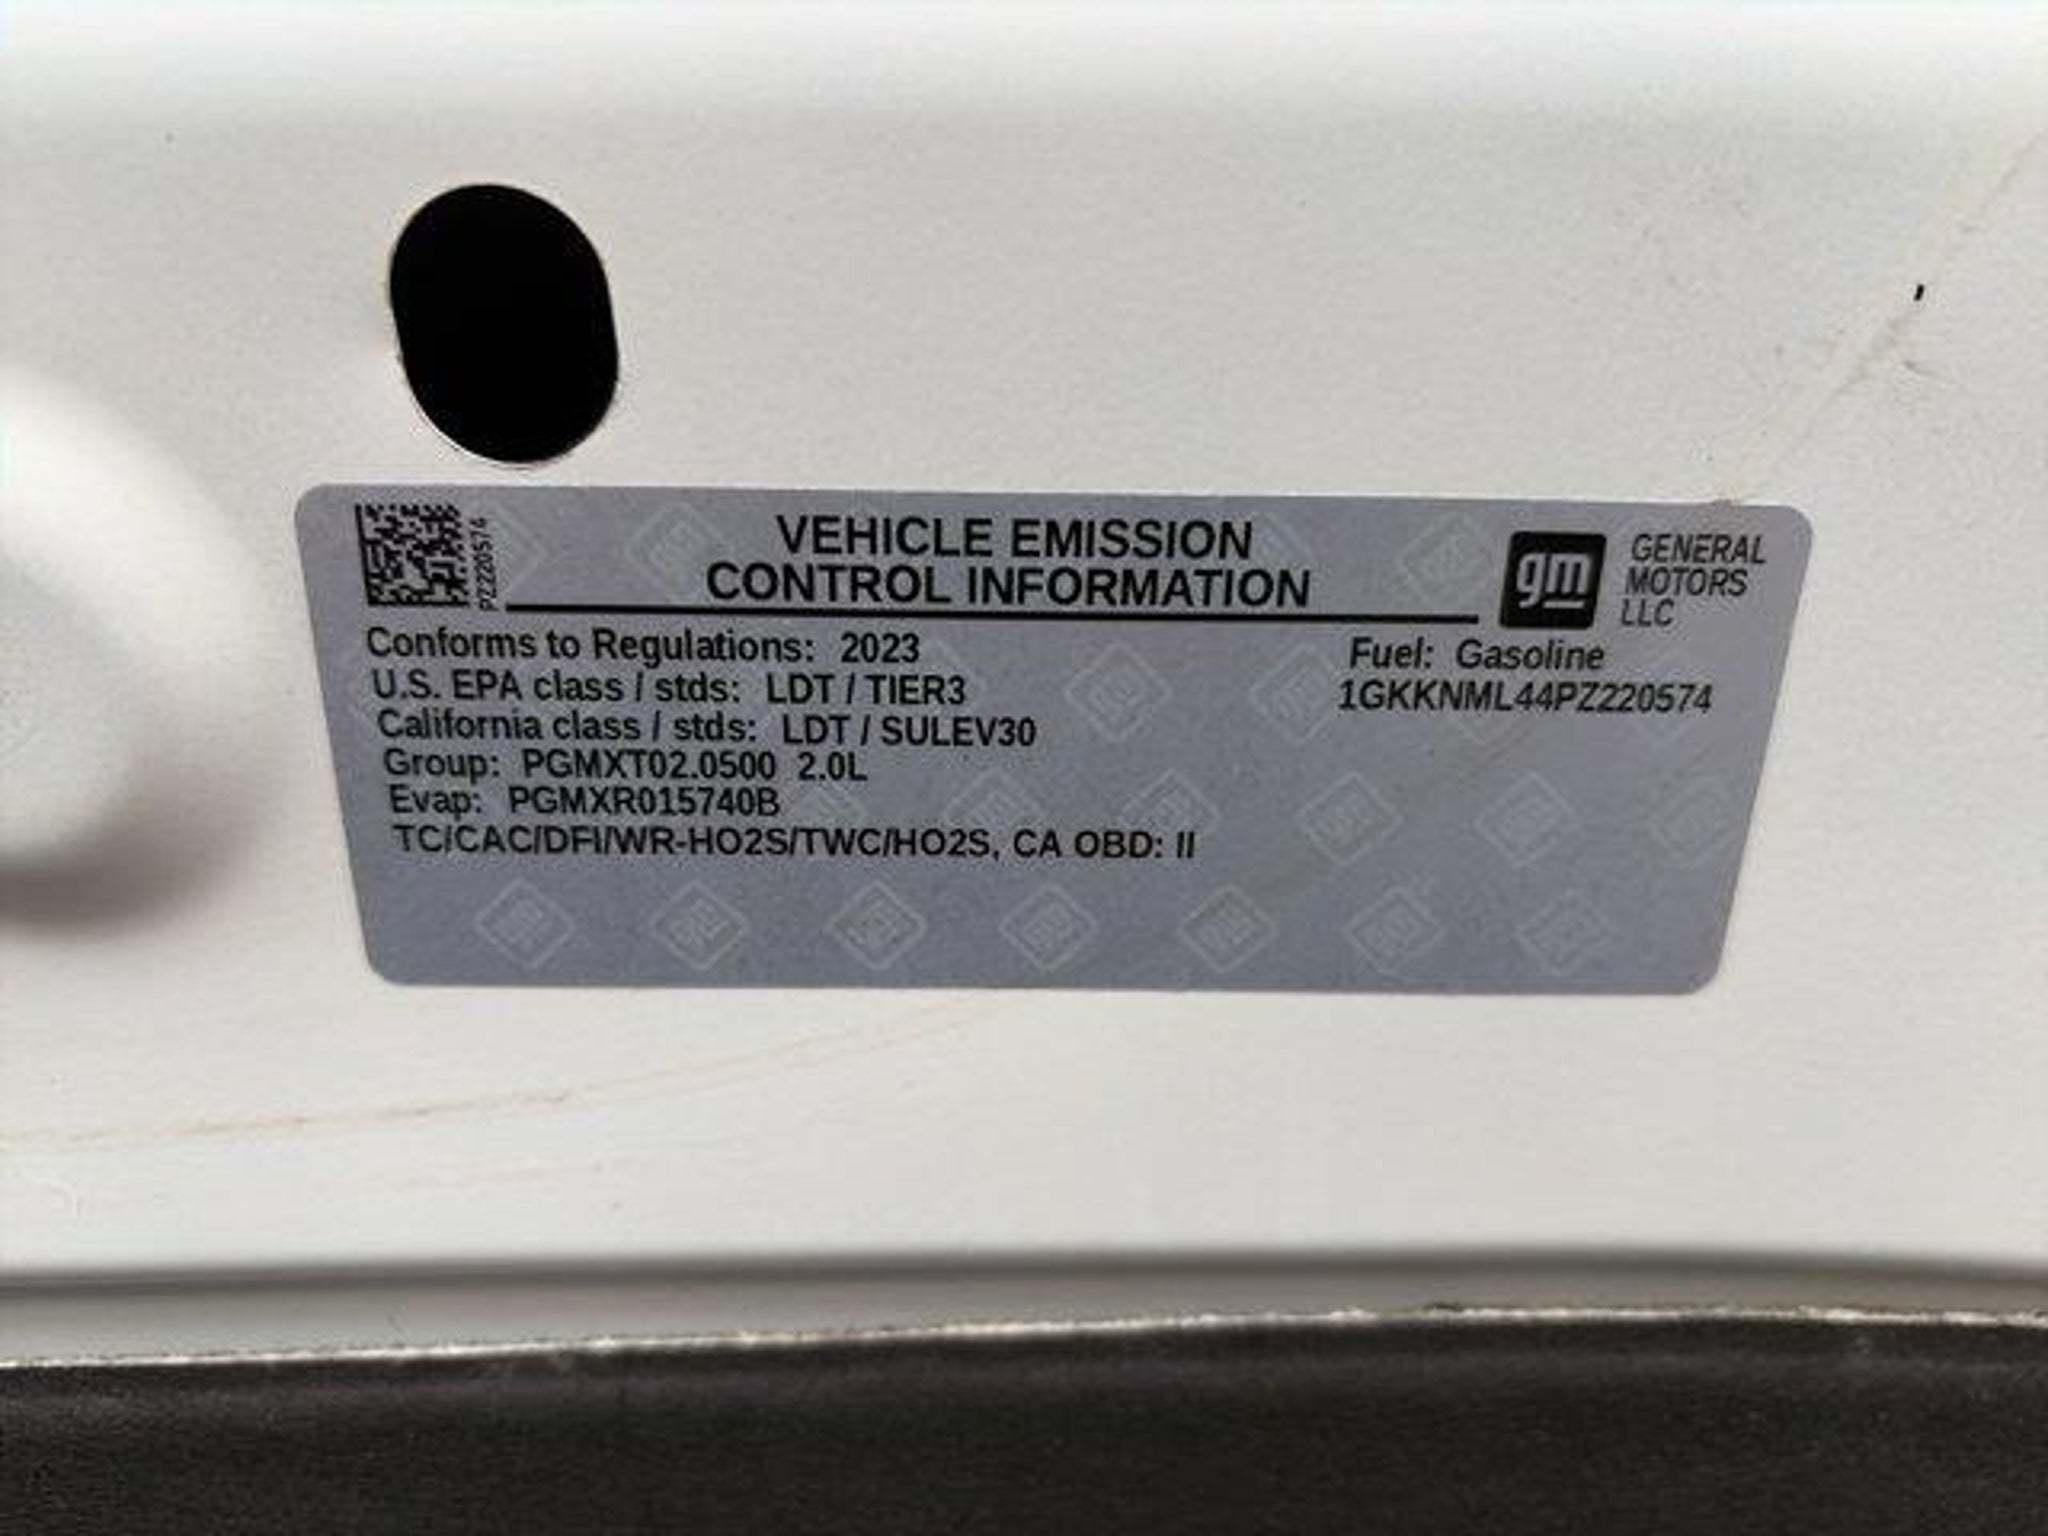 PZ220574
VEHICLE EMISSION
CONTROL INFORMATION
gm
GENERAL
MOTORS
LLC
Conforms to Regulations: 2023
U.S. EPA class / stds: LDT / TIER3
California class / stds: LDT / SULEV30
Group: PGMXT02.0500 2.0L
Evap: PGMXR015740B
TC/CAC/DFI/WR-HO2S/TWC/HO2S, CA OBD: II
Fuel: Gasoline
1GKKNML44PZ220574